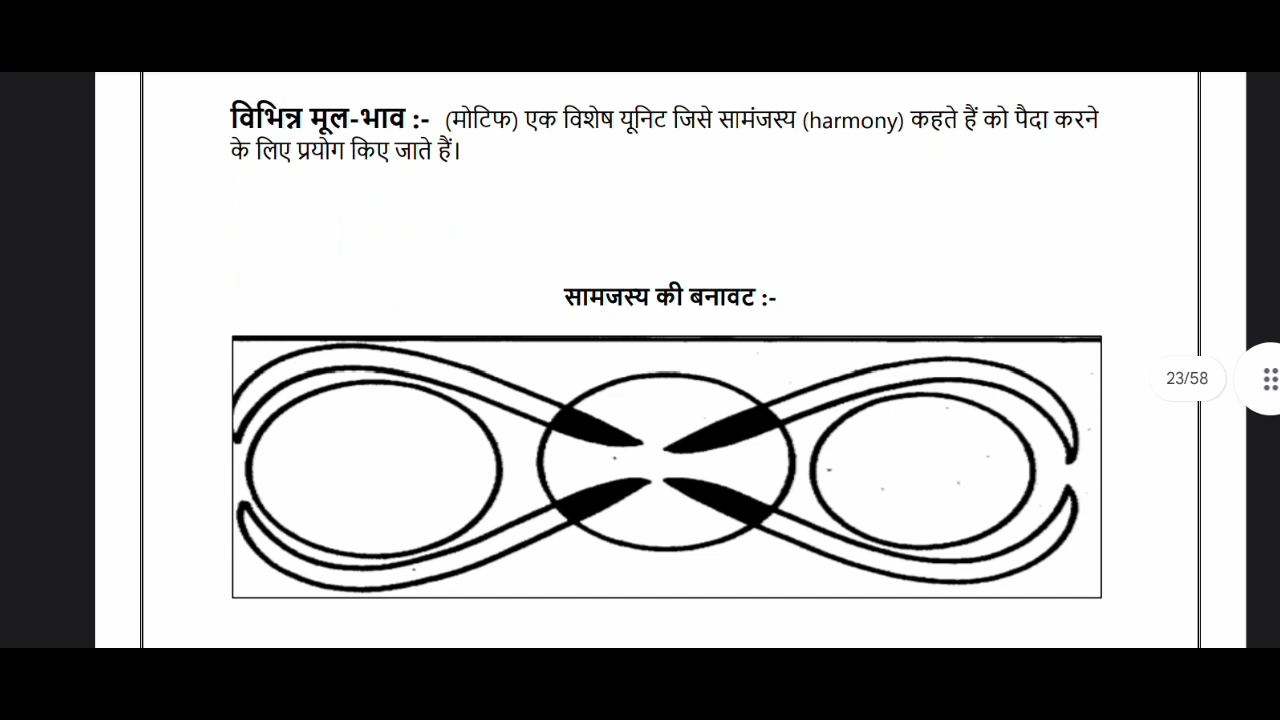 विभिन्न मूल-भाव :- (मोटिफ) एक विशेष यूनिट जिसे सामंजस्य (harmony) कहते हैं को पैदा करने
के लिए प्रयोग किए जाते हैं।
सामजस्य की बनावट :-
23/58